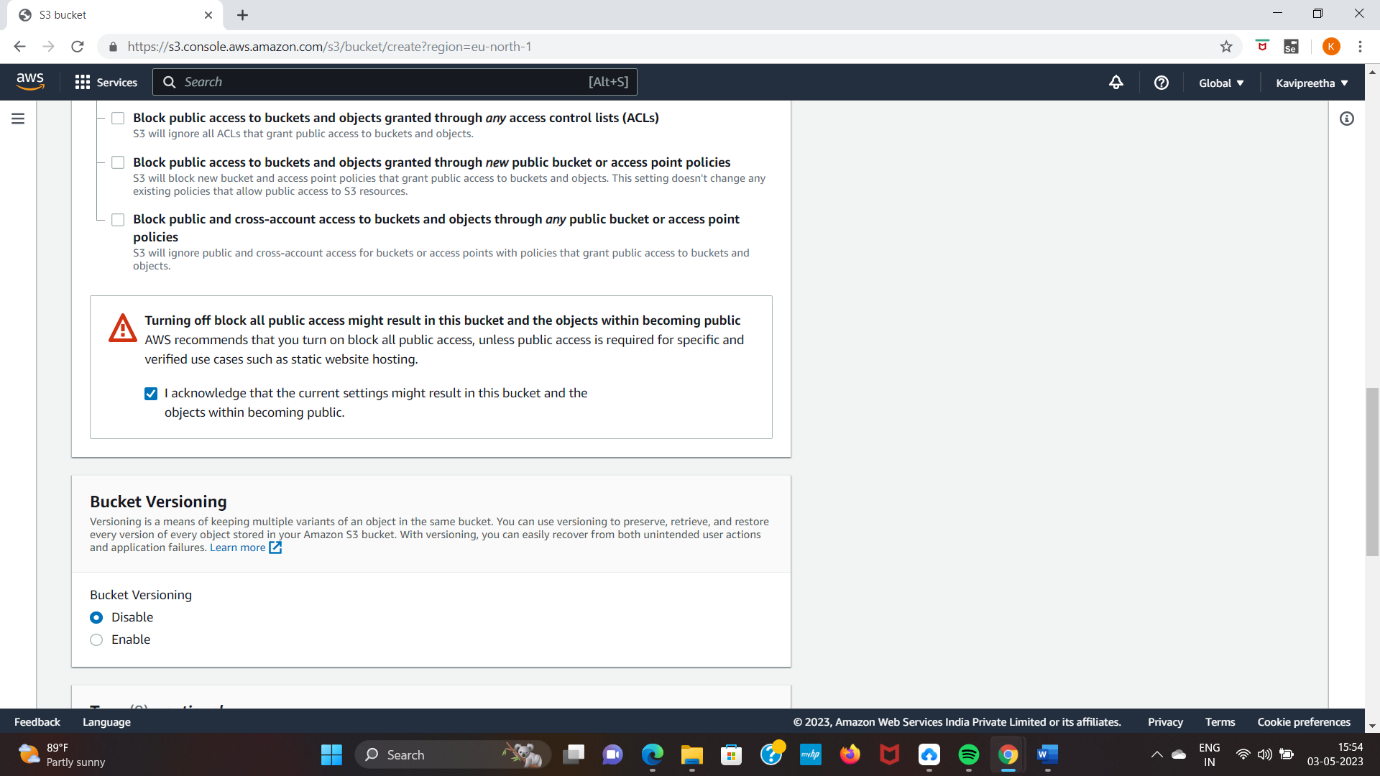 S3 bucket
https://s3.console.aws.amazon.com/s3/bucket/create?region=eu-north-1
K
aws
Services
Search
[Alt+S]
Global ▼
Kavipreetha ▼
Block public access to buckets and objects granted through any access control lists (ACLs)
S3 will ignore all ACLs that grant public access to buckets and objects.
Block public access to buckets and objects granted through new public bucket or access point policies
S3 will block new bucket and access point policies that grant public access to buckets and objects. This setting doesn't change any
existing policies that allow public access to S3 resources.
Block public and cross-account access to buckets and objects through any public bucket or access point
policies
S3 will ignore public and cross-account access for buckets or access points with policies that grant public access to buckets and
objects.
Turning off block all public access might result in this bucket and the objects within becoming public
AWS recommends that you turn on block all public access, unless public access is required for specific and
verified use cases such as static website hosting.
I acknowledge that the current settings might result in this bucket and the
objects within becoming public.
Bucket Versioning
Versioning is a means of keeping multiple variants of an object in the same bucket. You can use versioning to preserve, retrieve, and restore
every version of every object stored in your Amazon S3 bucket. With versioning, you can easily recover from both unintended user actions
and application failures. Learn more
Bucket Versioning
Disable
Enable
Feedback
Language
© 2023, Amazon Web Services India Private Limited or its affiliates.
Privacy
Terms
Cookie preferences
89°F
Partly sunny
Search
ENG
IN
15:54
03-05-2023